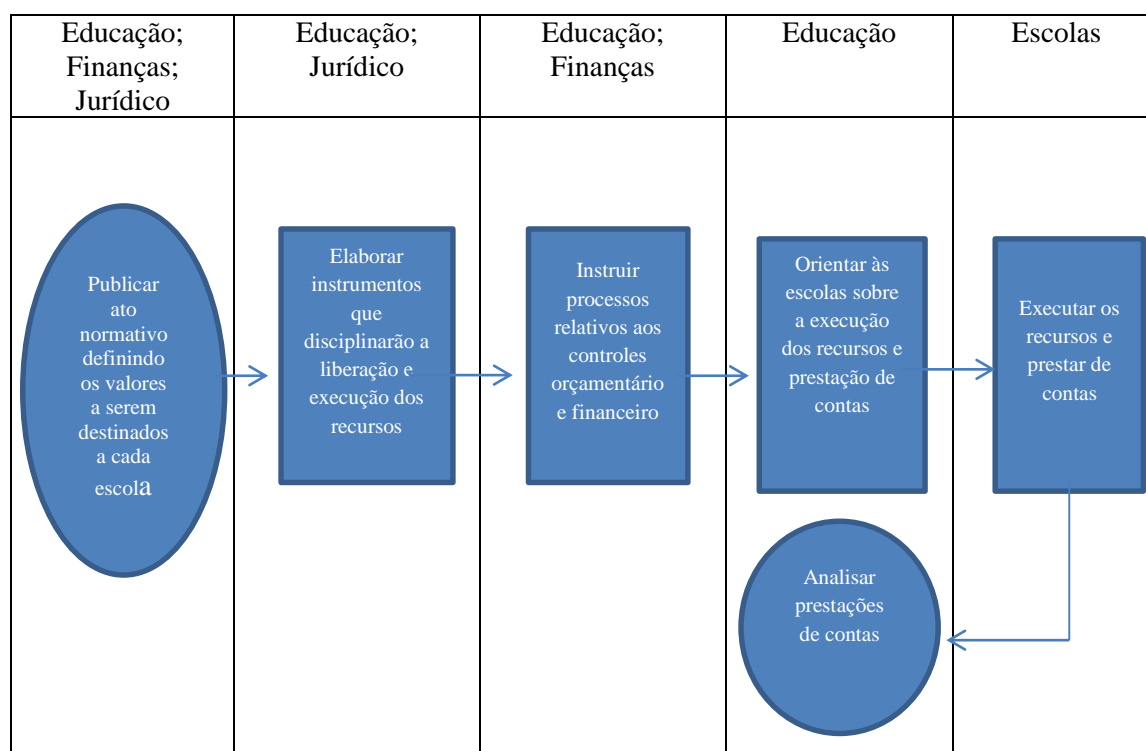 Educação;
Finanças;
Jurídico
Educação;
Jurídico
Educação;
Finanças
Educação
Escolas
Publicar
ato
normativo
definindo
os valores
a serem
destinados
a cada
escola
Elaborar
instrumentos
que
disciplinarão a
liberação e
execução dos
recursos
Instruir
processos
relativos aos
controles
orçamentário
e financeiro
Orientar às
escolas sobre
a execução
dos recursos e
prestação de
contas
Executar os
recursos e
prestar de
contas
Analisar
prestações
de contas